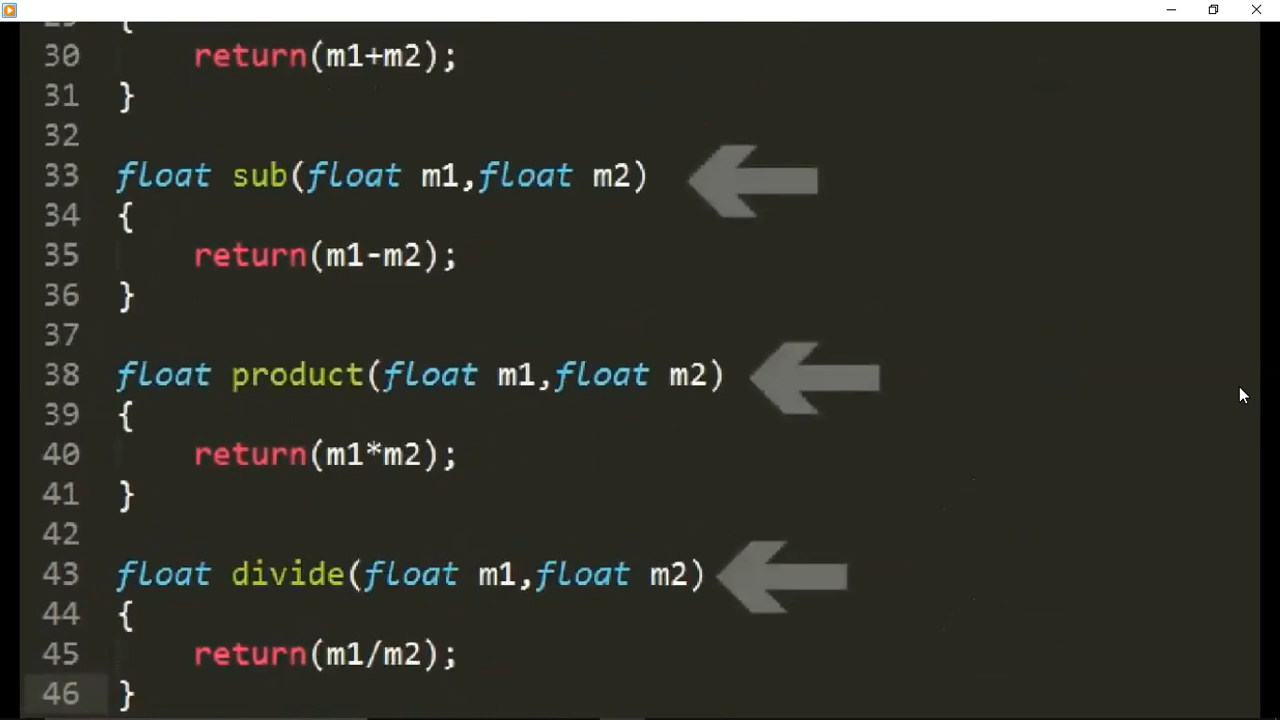 29 {
30 return(m1+m2);
31 }
32
33 float sub(float m1,float m2)
34 {
35 return(m1-m2);
36 }
37
38 float product(float m1,float m2)
39 {
40 return(m1*m2);
41 }
42
43 float divide(float m1,float m2)
44 {
45 return(m1/m2);
46 }